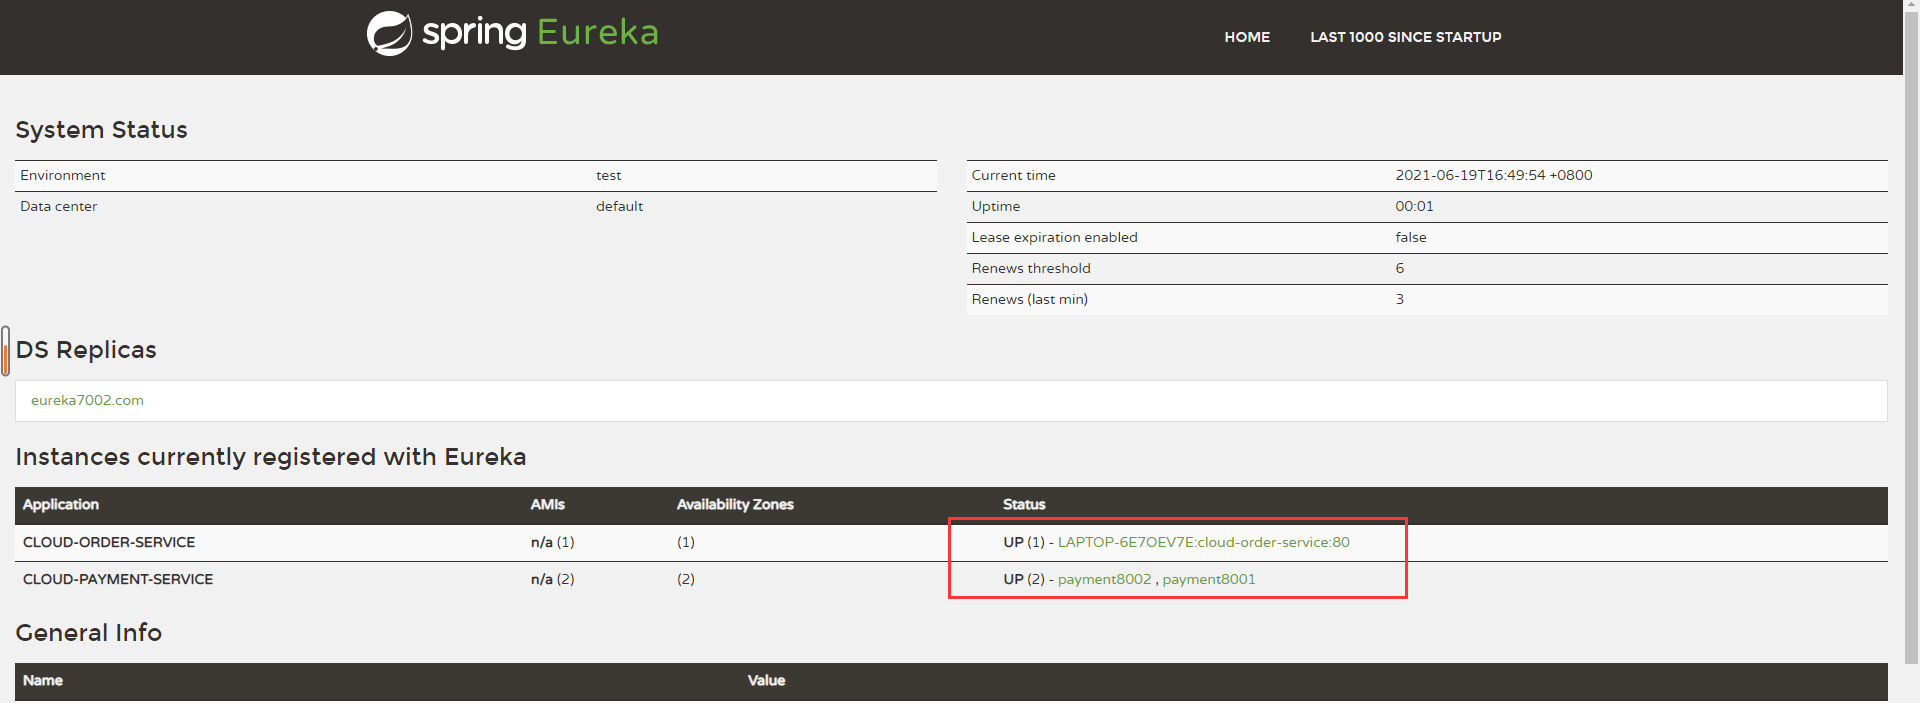 spring Eureka HOME LAST 1000 SINCE STARTUP
System Status
Environment test
Data center default
Current time 2021-06-19T16:49:54 +0800
Uptime 00:01
Lease expiration enabled false
Renews threshold 6
Renews (last min) 3
DS Replicas
eureka7002.com
Instances currently registered with Eureka
Application AMIs Availability Zones Status
CLOUD-ORDER-SERVICE n/a (1) (1) UP (1) - LAPTOP-6E7OEV7E:cloud-order-service:80
CLOUD-PAYMENT-SERVICE n/a (2) (2) UP (2) - payment8002 , payment8001
General Info
Name Value